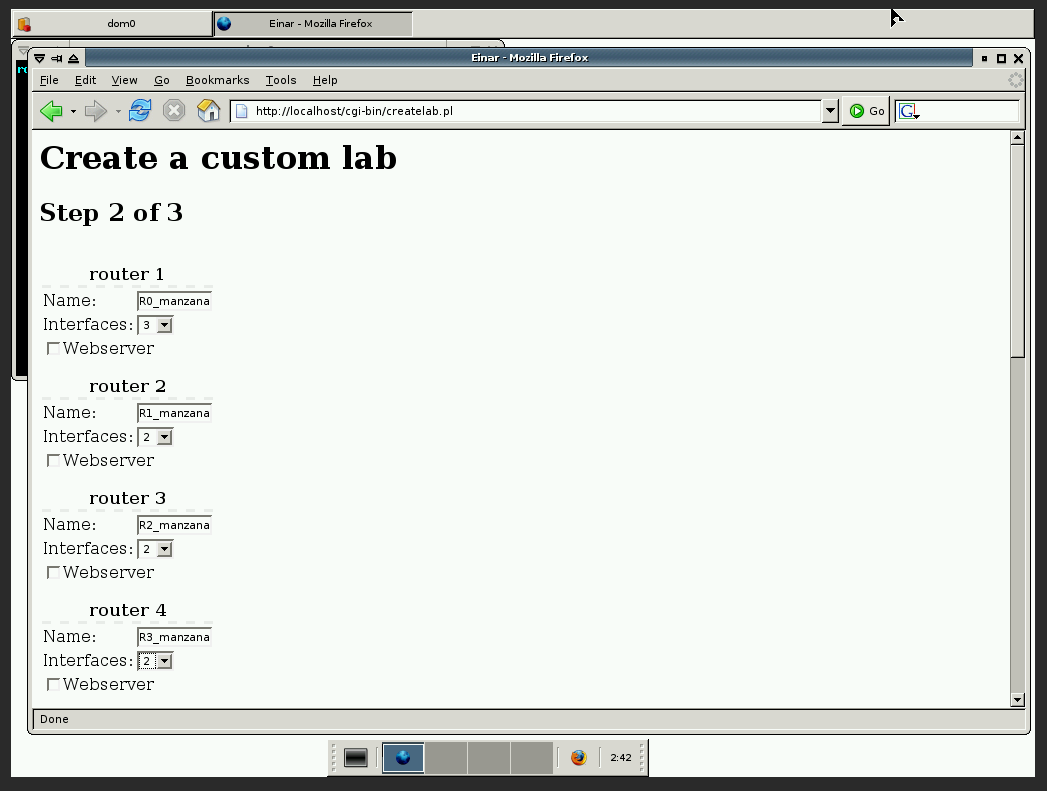 dom0 Einar - Mozilla Firefox
Einar - Mozilla Firefox
File Edit View Go Bookmarks Tools Help
http://localhost/cgi-bin/createlab.pl Go G
Create a custom lab
Step 2 of 3
router 1
Name: R0_manzana
Interfaces: 3
Webserver
router 2
Name: R1_manzana
Interfaces: 2
Webserver
router 3
Name: R2_manzana
Interfaces: 2
Webserver
router 4
Name: R3_manzana
Interfaces: 2
Webserver
Done
2:42